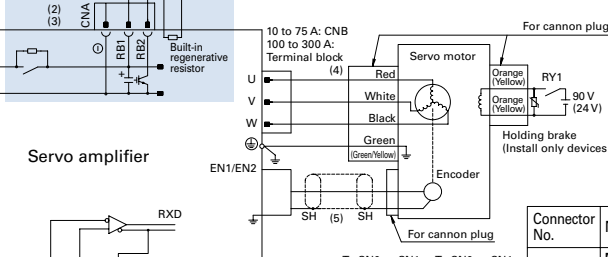 (2)
(3)
CNA
RB1
RB2
Built-in
regenerative
resistor
10 to 75 A: CNB
100 to 300 A:
Terminal block
(4)
U
V
W
Red
White
Black
Green
(Green/Yellow)
For cannon plug
Servo motor
Orange
(Yellow)
Orange
(Yellow)
RY1
90 V
(24 V)
Holding brake
(Install only devices
Servo amplifier
EN1/EN2
SH
(5)
SH
Encoder
For cannon plug
RXD
Connector
No.